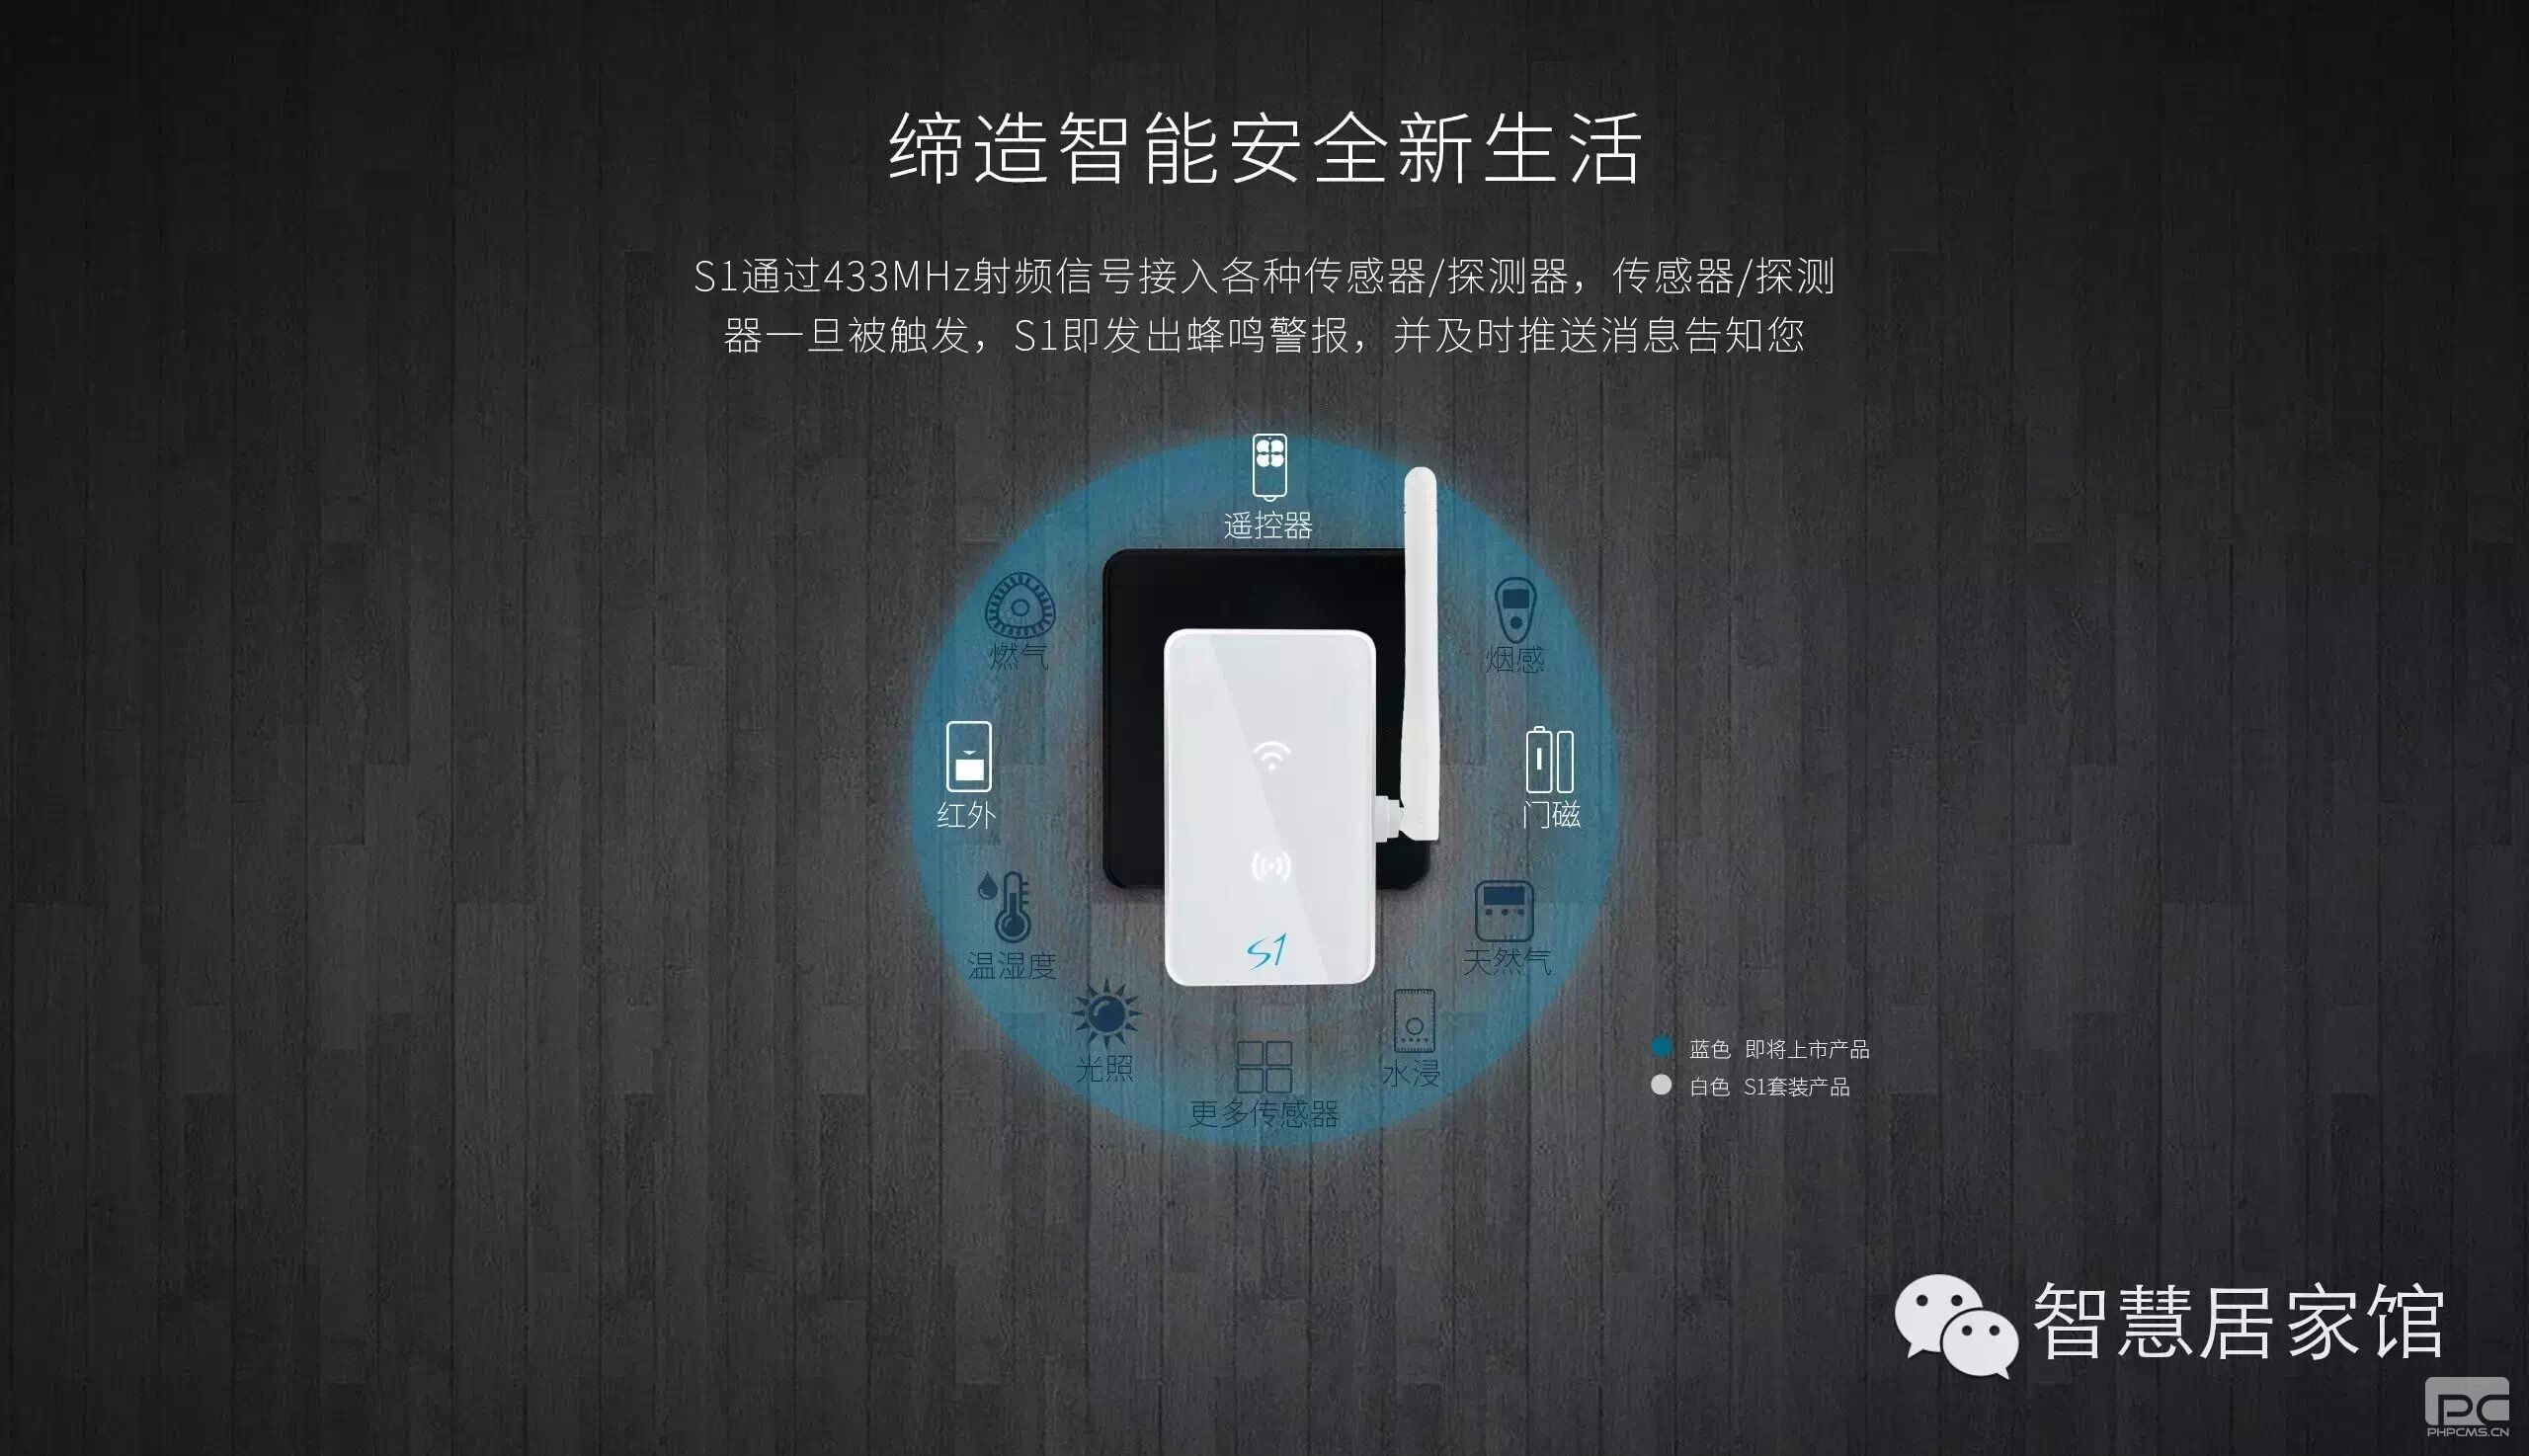 缔造智能安全新生活
S1通过433MHz射频信号接入各种传感器/探测器，传感器/探测
器一旦被触发，S1即发出蜂鸣警报，并及时推送消息告知您
遥控器
燃气
烟感
红外
门磁
温湿度
天然气
光照
水浸
更多传感器
S1
蓝色 即将上市产品
白色 S1套装产品
智慧居家馆
PC
PHPCMS.CN